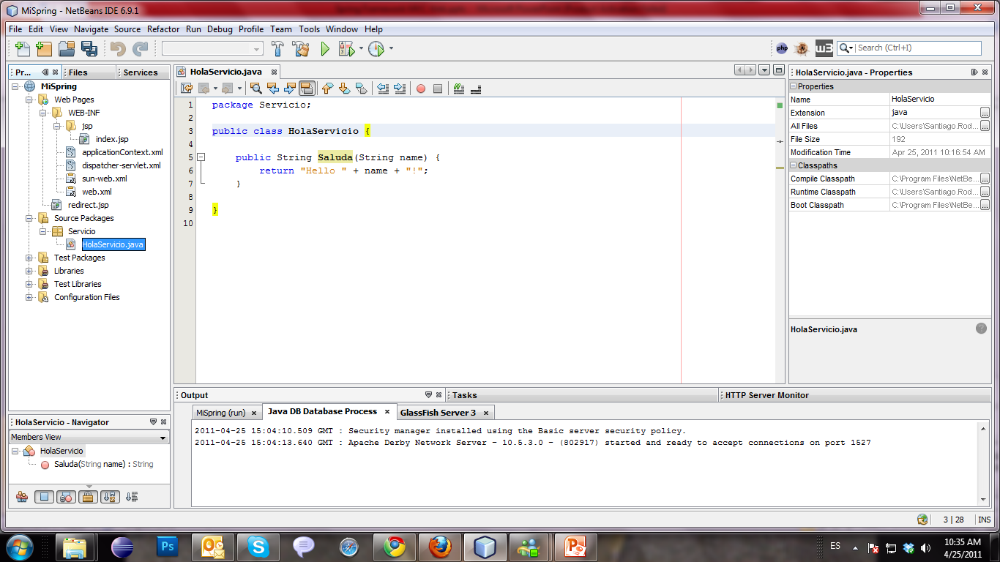 MiSpring - NetBeans IDE 6.9.1
File Edit View Navigate Source Refactor Run Debug Profile Team Tools Window Help
php w3 Search (Ctrl+I)
Pr... Files Services
MiSpring
Web Pages
WEB-INF
jsp
index.jsp
applicationContext.xml
dispatcher-servlet.xml
sun-web.xml
web.xml
redirect.jsp
Source Packages
Servicio
HolaServicio.java
Test Packages
Libraries
Test Libraries
Configuration Files
HolaServicio - Navigator
Members View
HolaServicio
Saluda(String name) : String
HolaServicio.java
1 package Servicio;
2
3 public class HolaServicio {
4
5 public String Saluda(String name) {
6 return "Hello " + name + "!";
7 }
8
9 }
10
HolaServicio.java - Properties
Properties
Name HolaServicio
Extension java ...
All Files C:\Users\Santiago.Rod... ...
File Size 192
Modification Time Apr 25, 2011 10:16:54 AM
Classpaths
Compile Classpath C:\Program Files\NetBe... ...
Runtime Classpath C:\Users\Santiago.Rod... ...
Boot Classpath C:\Program Files\NetBe... ...
HolaServicio.java
Output Tasks HTTP Server Monitor
MiSpring (run) Java DB Database Process GlassFish Server 3
2011-04-25 15:04:10.509 GMT : Security manager installed using the Basic server security policy.
2011-04-25 15:04:13.640 GMT : Apache Derby Network Server - 10.5.3.0 - (802917) started and ready to accept connections on port 1527
3 | 28 INS
Ps
ES
10:35 AM
4/25/2011